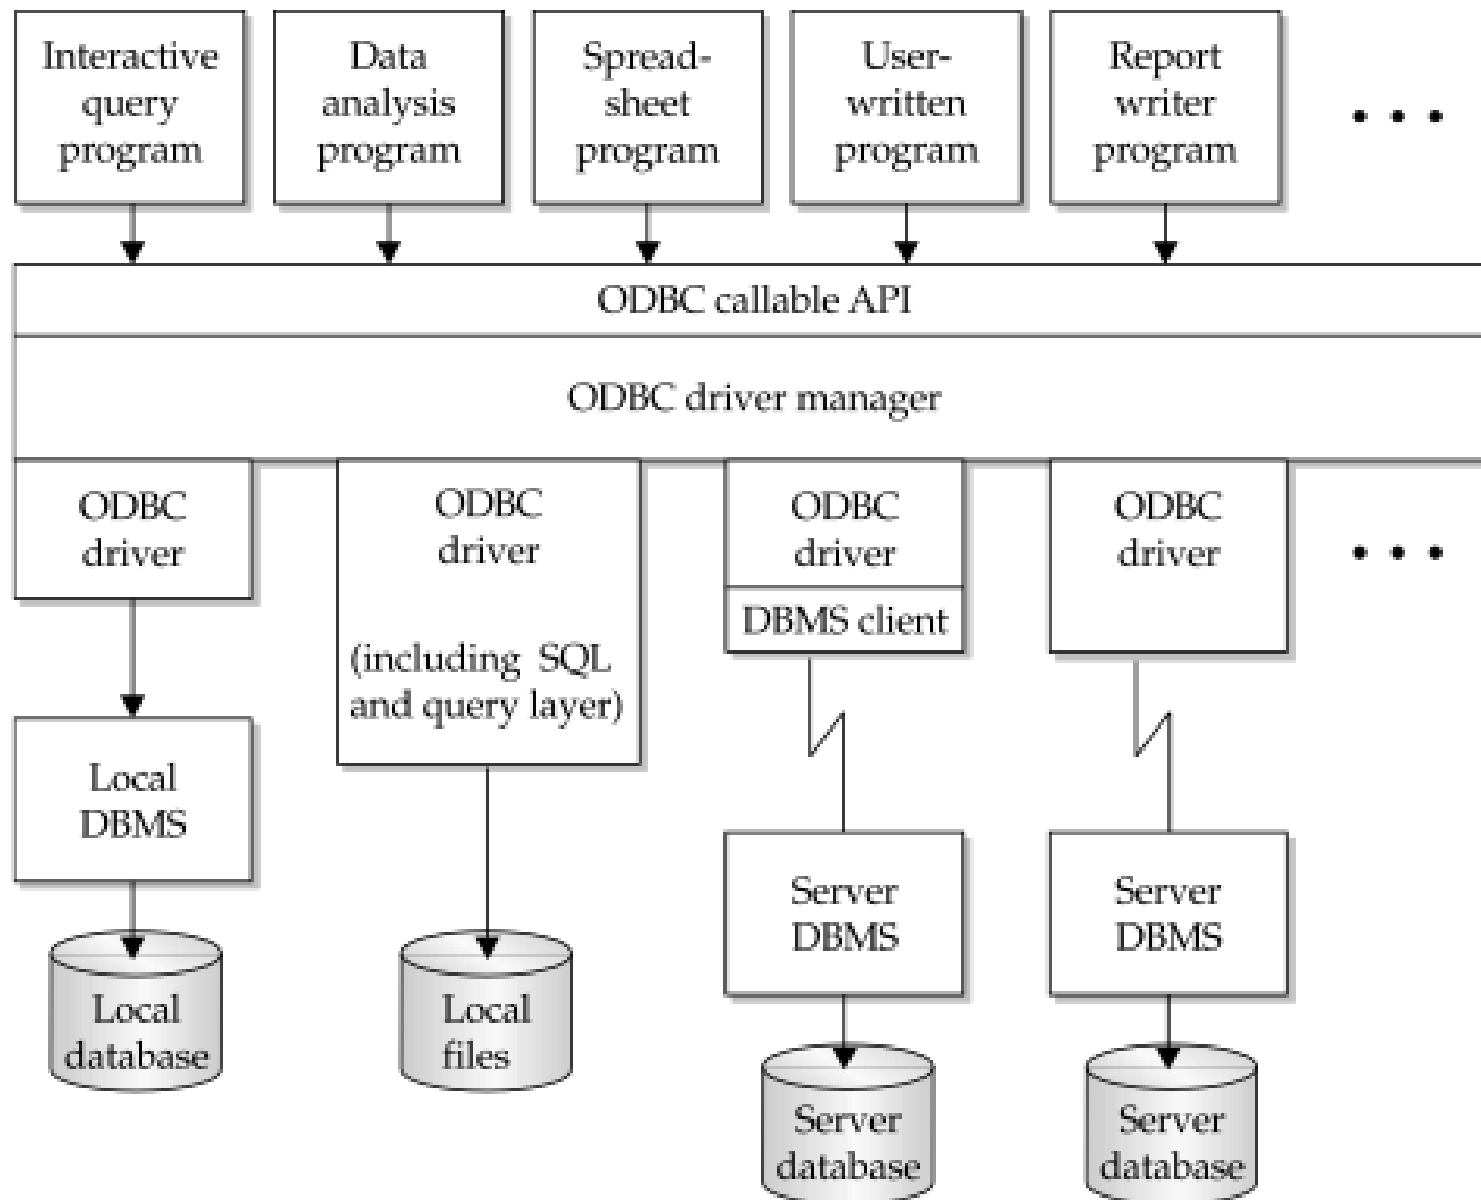 Interactive
query
program
Data
analysis
program
Spread-
sheet
program
User-
written
program
Report
writer
program
• • •
ODBC callable API
ODBC driver manager
ODBC
driver
ODBC
driver
(including SQL
and query layer)
ODBC
driver
DBMS client
ODBC
driver
• • •
Local
DBMS
Server
DBMS
Server
DBMS
Local
database
Local
files
Server
database
Server
database